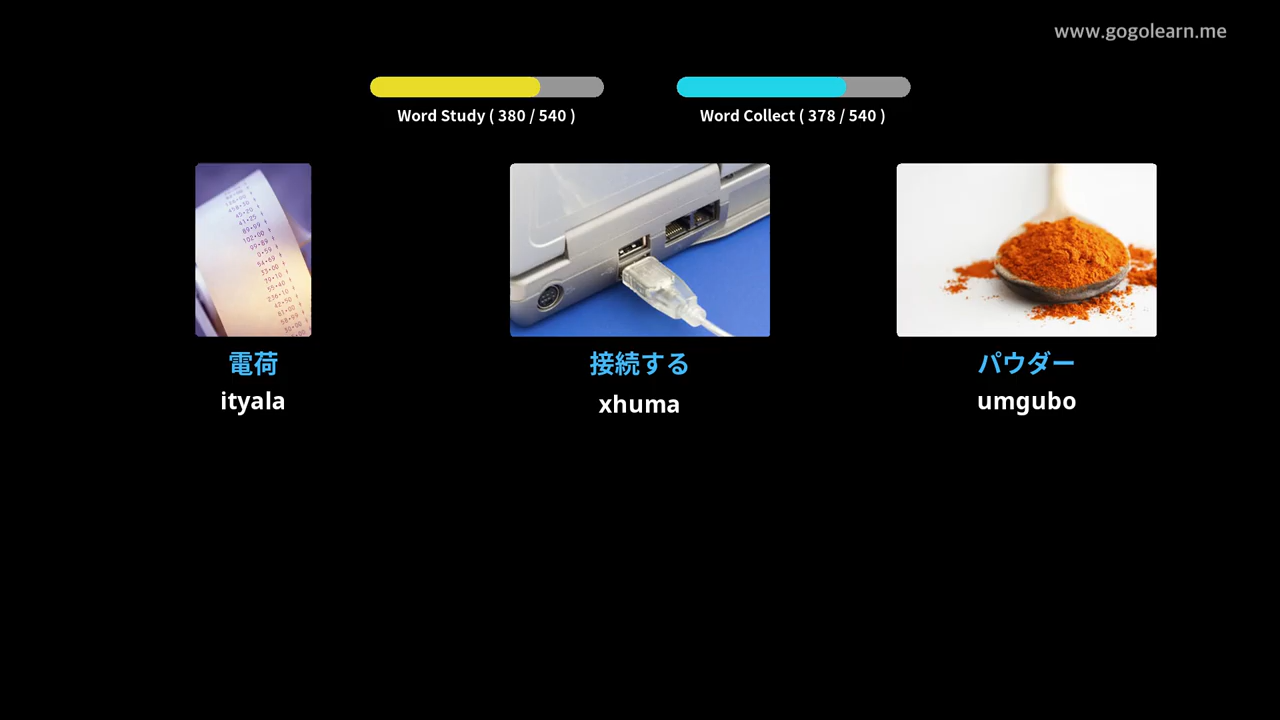 www.gogolearn.me
Word Study ( 380 / 540 )
Word Collect ( 378 / 540 )
電荷
ityala
接続する
xhuma
パウダー
umgubo